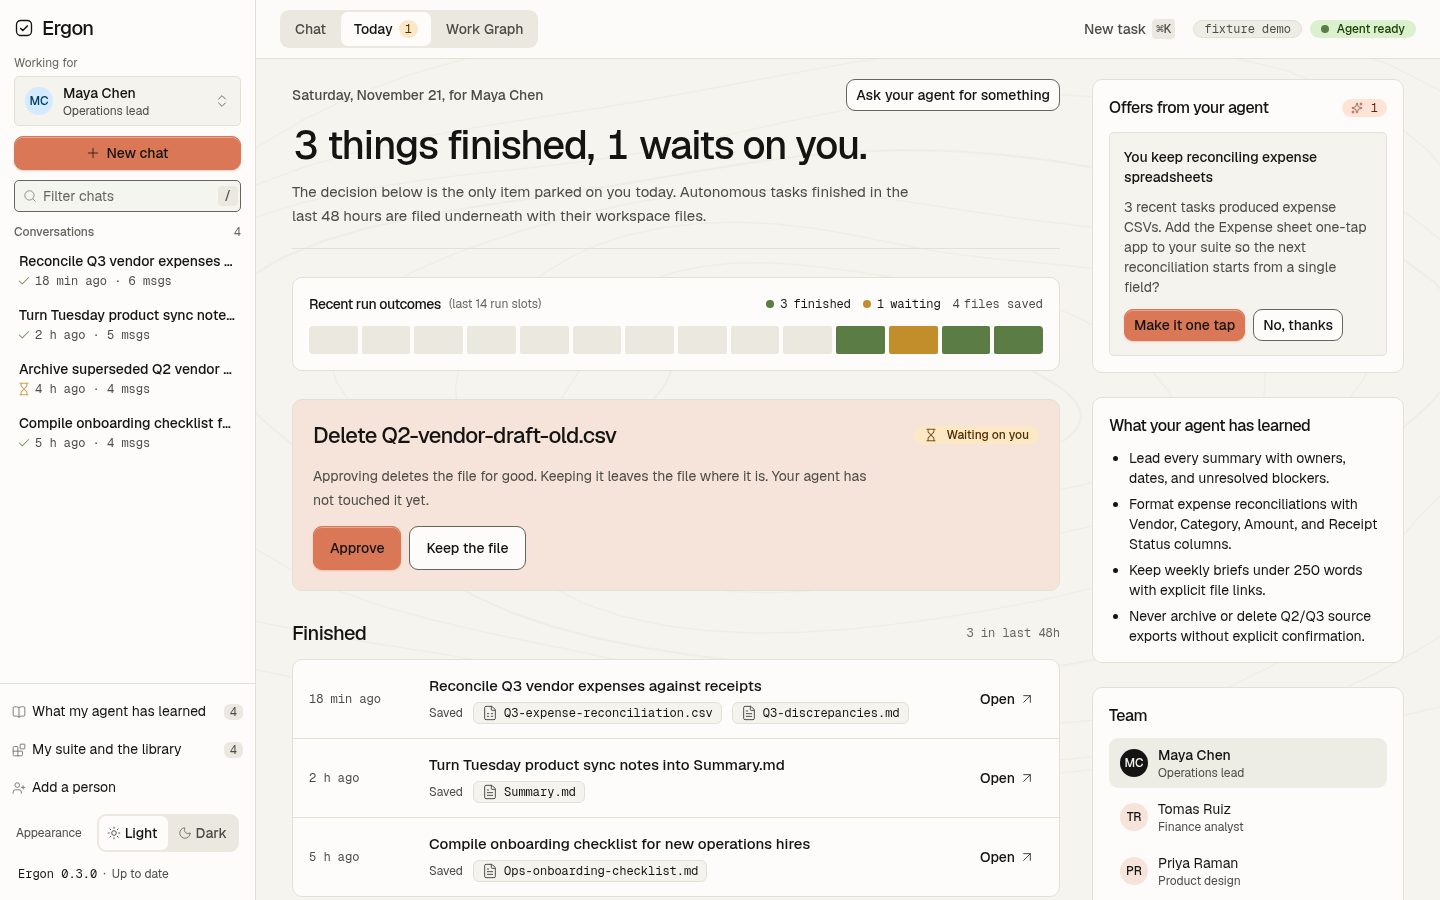 Ergon
Working for
MC
Maya Chen
Operations lead
New chat
Filter chats
/
Conversations 4
Reconcile Q3 vendor expenses ...
18 min ago · 6 msgs
Turn Tuesday product sync note...
2 h ago · 5 msgs
Archive superseded Q2 vendor ...
4 h ago · 4 msgs
Compile onboarding checklist f...
5 h ago · 4 msgs
What my agent has learned 4
My suite and the library 4
Add a person
Appearance Light Dark
Ergon 0.3.0 · Up to date
Chat Today 1 Work Graph
New task ⌘K fixture demo Agent ready
Saturday, November 21, for Maya Chen
Ask your agent for something
3 things finished, 1 waits on you.
The decision below is the only item parked on you today. Autonomous tasks finished in the
last 48 hours are filed underneath with their workspace files.
Recent run outcomes (last 14 run slots) 3 finished 1 waiting 4 files saved
Delete Q2-vendor-draft-old.csv
Waiting on you
Approving deletes the file for good. Keeping it leaves the file where it is. Your agent has
not touched it yet.
Approve Keep the file
Finished 3 in last 48h
18 min ago
Reconcile Q3 vendor expenses against receipts
Saved Q3-expense-reconciliation.csv Q3-discrepancies.md
Open
2 h ago
Turn Tuesday product sync notes into Summary.md
Saved Summary.md
Open
5 h ago
Compile onboarding checklist for new operations hires
Saved Ops-onboarding-checklist.md
Open
Offers from your agent 1
You keep reconciling expense
spreadsheets
3 recent tasks produced expense
CSVs. Add the Expense sheet one-tap
app to your suite so the next
reconciliation starts from a single
field?
Make it one tap No, thanks
What your agent has learned
• Lead every summary with owners,
dates, and unresolved blockers.
• Format expense reconciliations with
Vendor, Category, Amount, and Receipt
Status columns.
• Keep weekly briefs under 250 words
with explicit file links.
• Never archive or delete Q2/Q3 source
exports without explicit confirmation.
Team
MC
Maya Chen
Operations lead
TR
Tomas Ruiz
Finance analyst
PR
Priya Raman
Product design